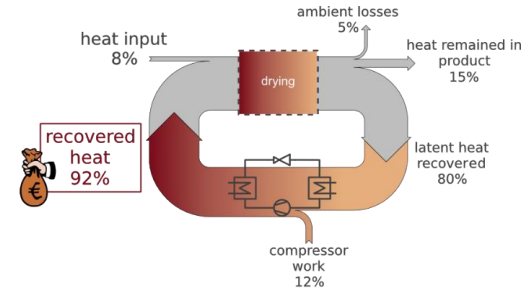 ambient losses
5%
heat input
8%
heat remained in
product
15%
drying
recovered
heat
92%
latent heat
recovered
80%
€
compressor
work
12%